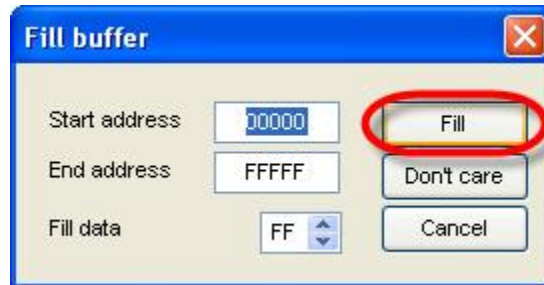 Fill buffer
Start address 00000 Fill
End address FFFFF Don't care
Fill data FF Cancel